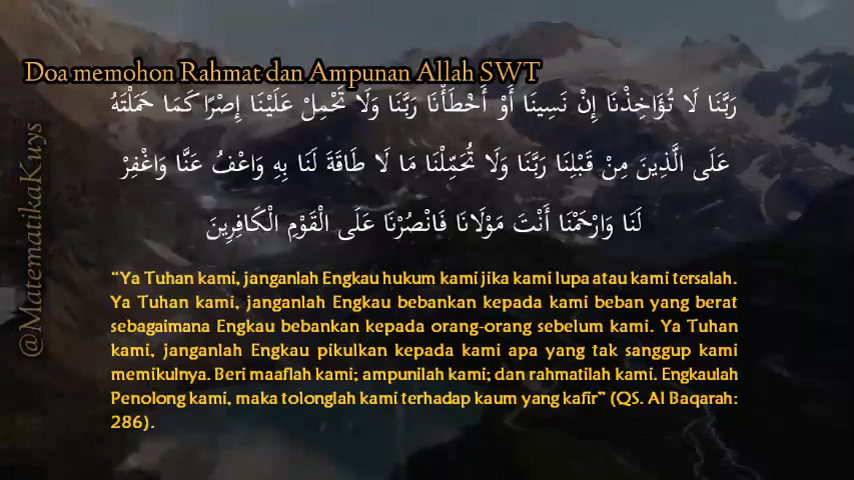 Doa memohon Rahmat dan Ampunan Allah SWT
رَبَّنَا لَا تُؤَاخِذْنَا إِنْ نَسِينَا أَوْ أَخْطَأْنَا رَبَّنَا وَلَا تَحْمِلْ عَلَيْنَا إِصْرًا كَمَا حَمَلْتَهُ
عَلَى الَّذِينَ مِنْ قَبْلِنَا رَبَّنَا وَلَا تُحَمِّلْنَا مَا لَا طَاقَةَ لَنَا بِهِ وَاعْفُ عَنَّا وَاغْفِرْ
لَنَا وَارْحَمْنَا أَنْتَ مَوْلَانَا فَانْصُرْنَا عَلَى الْقَوْمِ الْكَافِرِينَ
“Ya Tuhan kami, janganlah Engkau hukum kami jika kami lupa atau kami tersalah.
Ya Tuhan kami, janganlah Engkau bebankan kepada kami beban yang berat
sebagaimana Engkau bebankan kepada orang-orang sebelum kami. Ya Tuhan
kami, janganlah Engkau pikulkan kepada kami apa yang tak sanggup kami
memikulnya. Beri maaflah kami; ampunilah kami; dan rahmatilah kami. Engkaulah
Penolong kami, maka tolonglah kami terhadap kaum yang kafir” (QS. Al Baqarah:
286).
@MatematikaKuys